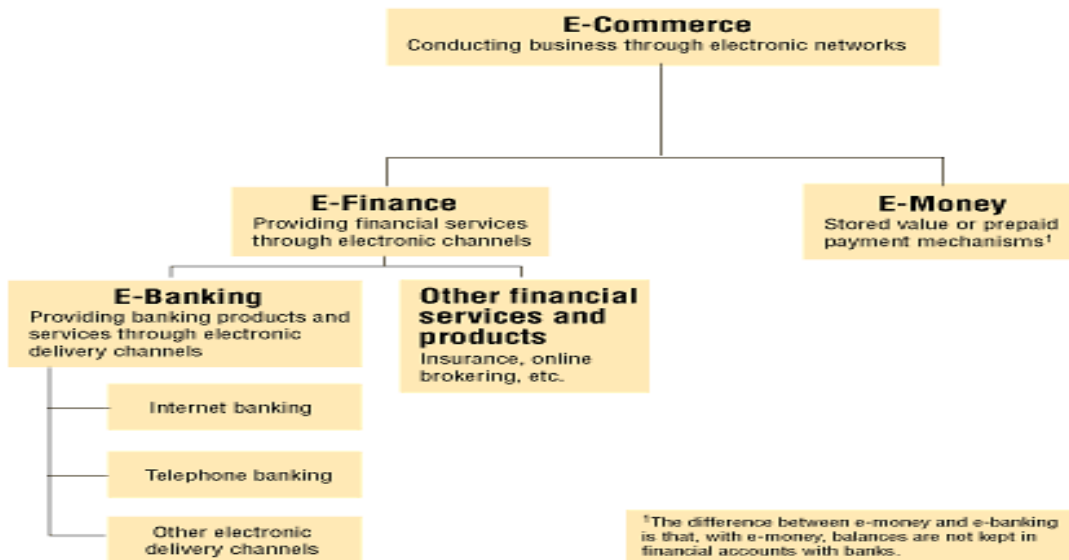 E-Commerce
Conducting business through electronic networks
E-Finance
Providing financial services
through electronic channels
E-Money
Stored value or prepaid
payment mechanisms¹
E-Banking
Providing banking products and
services through electronic
delivery channels
Other financial
services and
products
Insurance, online
brokering, etc.
Internet banking
Telephone banking
Other electronic
delivery channels
¹The difference between e-money and e-banking
is that, with e-money, balances are not kept in
financial accounts with banks.